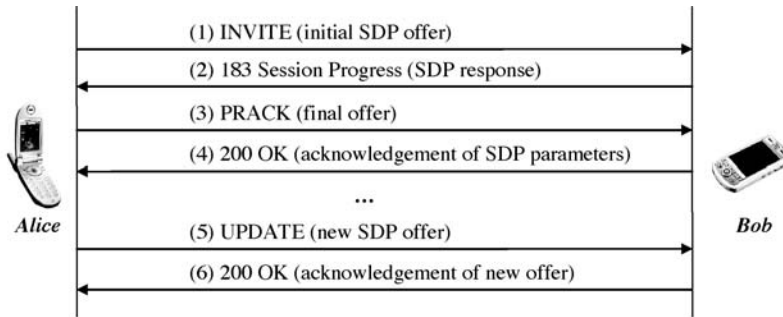 (1) INVITE (initial SDP offer)
(2) 183 Session Progress (SDP response)
(3) PRACK (final offer)
(4) 200 OK (acknowledgement of SDP parameters)
...
Alice
Bob
(5) UPDATE (new SDP offer)
(6) 200 OK (acknowledgement of new offer)